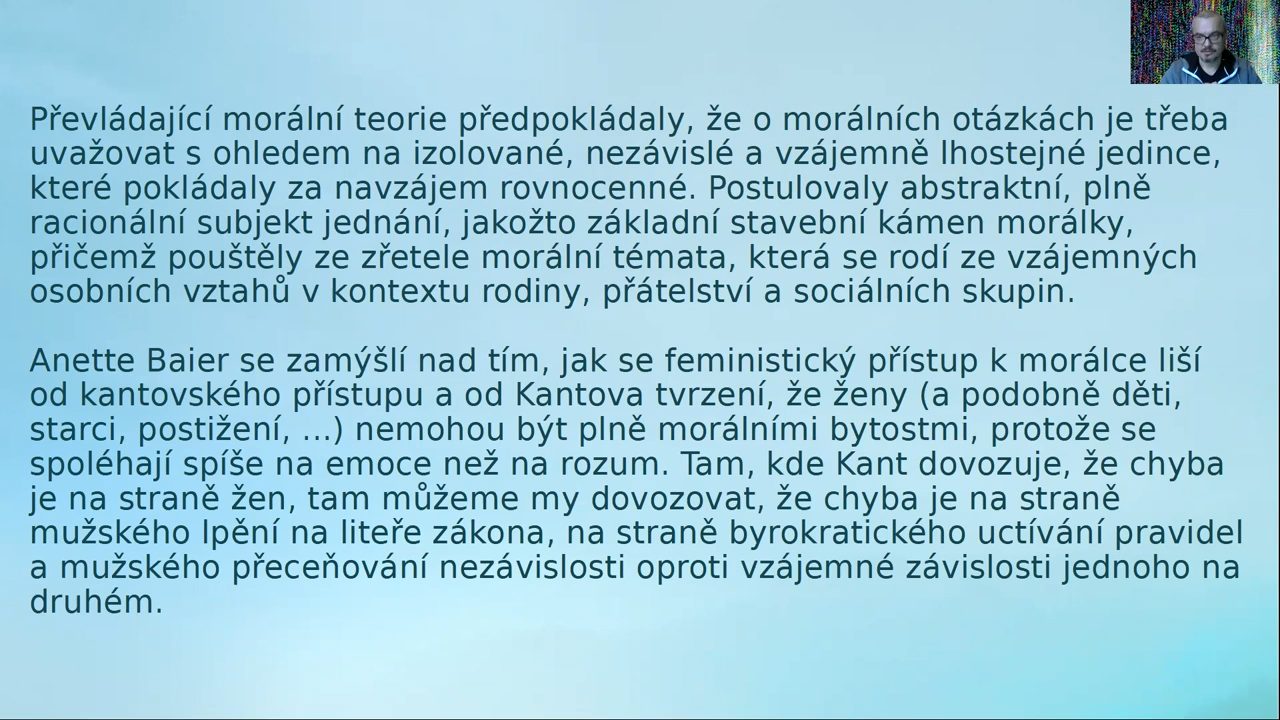 Převládající morální teorie předpokládaly, že o morálních otázkách je třeba
uvažovat s ohledem na izolované, nezávislé a vzájemně lhostejné jedince,
které pokládaly za navzájem rovnocenné. Postulovaly abstraktní, plně
racionální subjekt jednání, jakožto základní stavební kámen morálky,
přičemž pouštěly ze zřetele morální témata, která se rodí ze vzájemných
osobních vztahů v kontextu rodiny, přátelství a sociálních skupin.
Anette Baier se zamýšlí nad tím, jak se feministický přístup k morálce liší
od kantovského přístupu a od Kantova tvrzení, že ženy (a podobně děti,
starci, postižení, ...) nemohou být plně morálními bytostmi, protože se
spoléhají spíše na emoce než na rozum. Tam, kde Kant dovozuje, že chyba
je na straně žen, tam můžeme my dovozovat, že chyba je na straně
mužského lpění na liteře zákona, na straně byrokratického uctívání pravidel
a mužského přeceňování nezávislosti oproti vzájemné závislosti jednoho na
druhém.